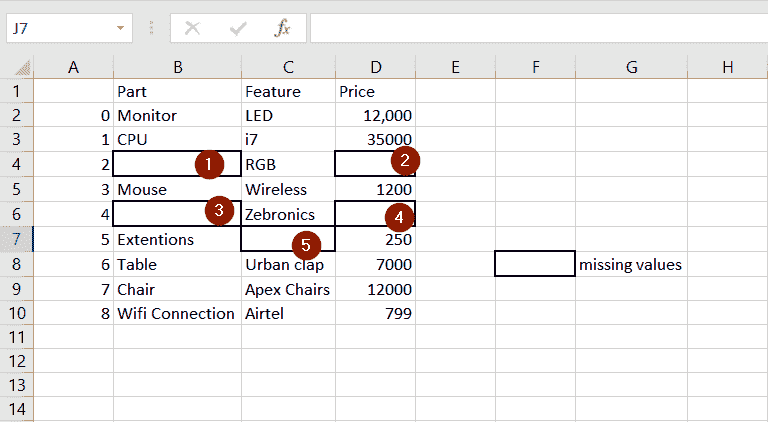 J7 fx
A B C D E F G H
1 Part Feature Price
2 0 Monitor LED 12,000
3 1 CPU i7 35000
4 2 1 RGB 2
5 3 Mouse Wireless 1200
6 4 3 Zebronics 4
7 5 Extentions 5 250
8 6 Table Urban clap 7000 missing values
9 7 Chair Apex Chairs 12000
10 8 Wifi Connection Airtel 799
11
12
13
14